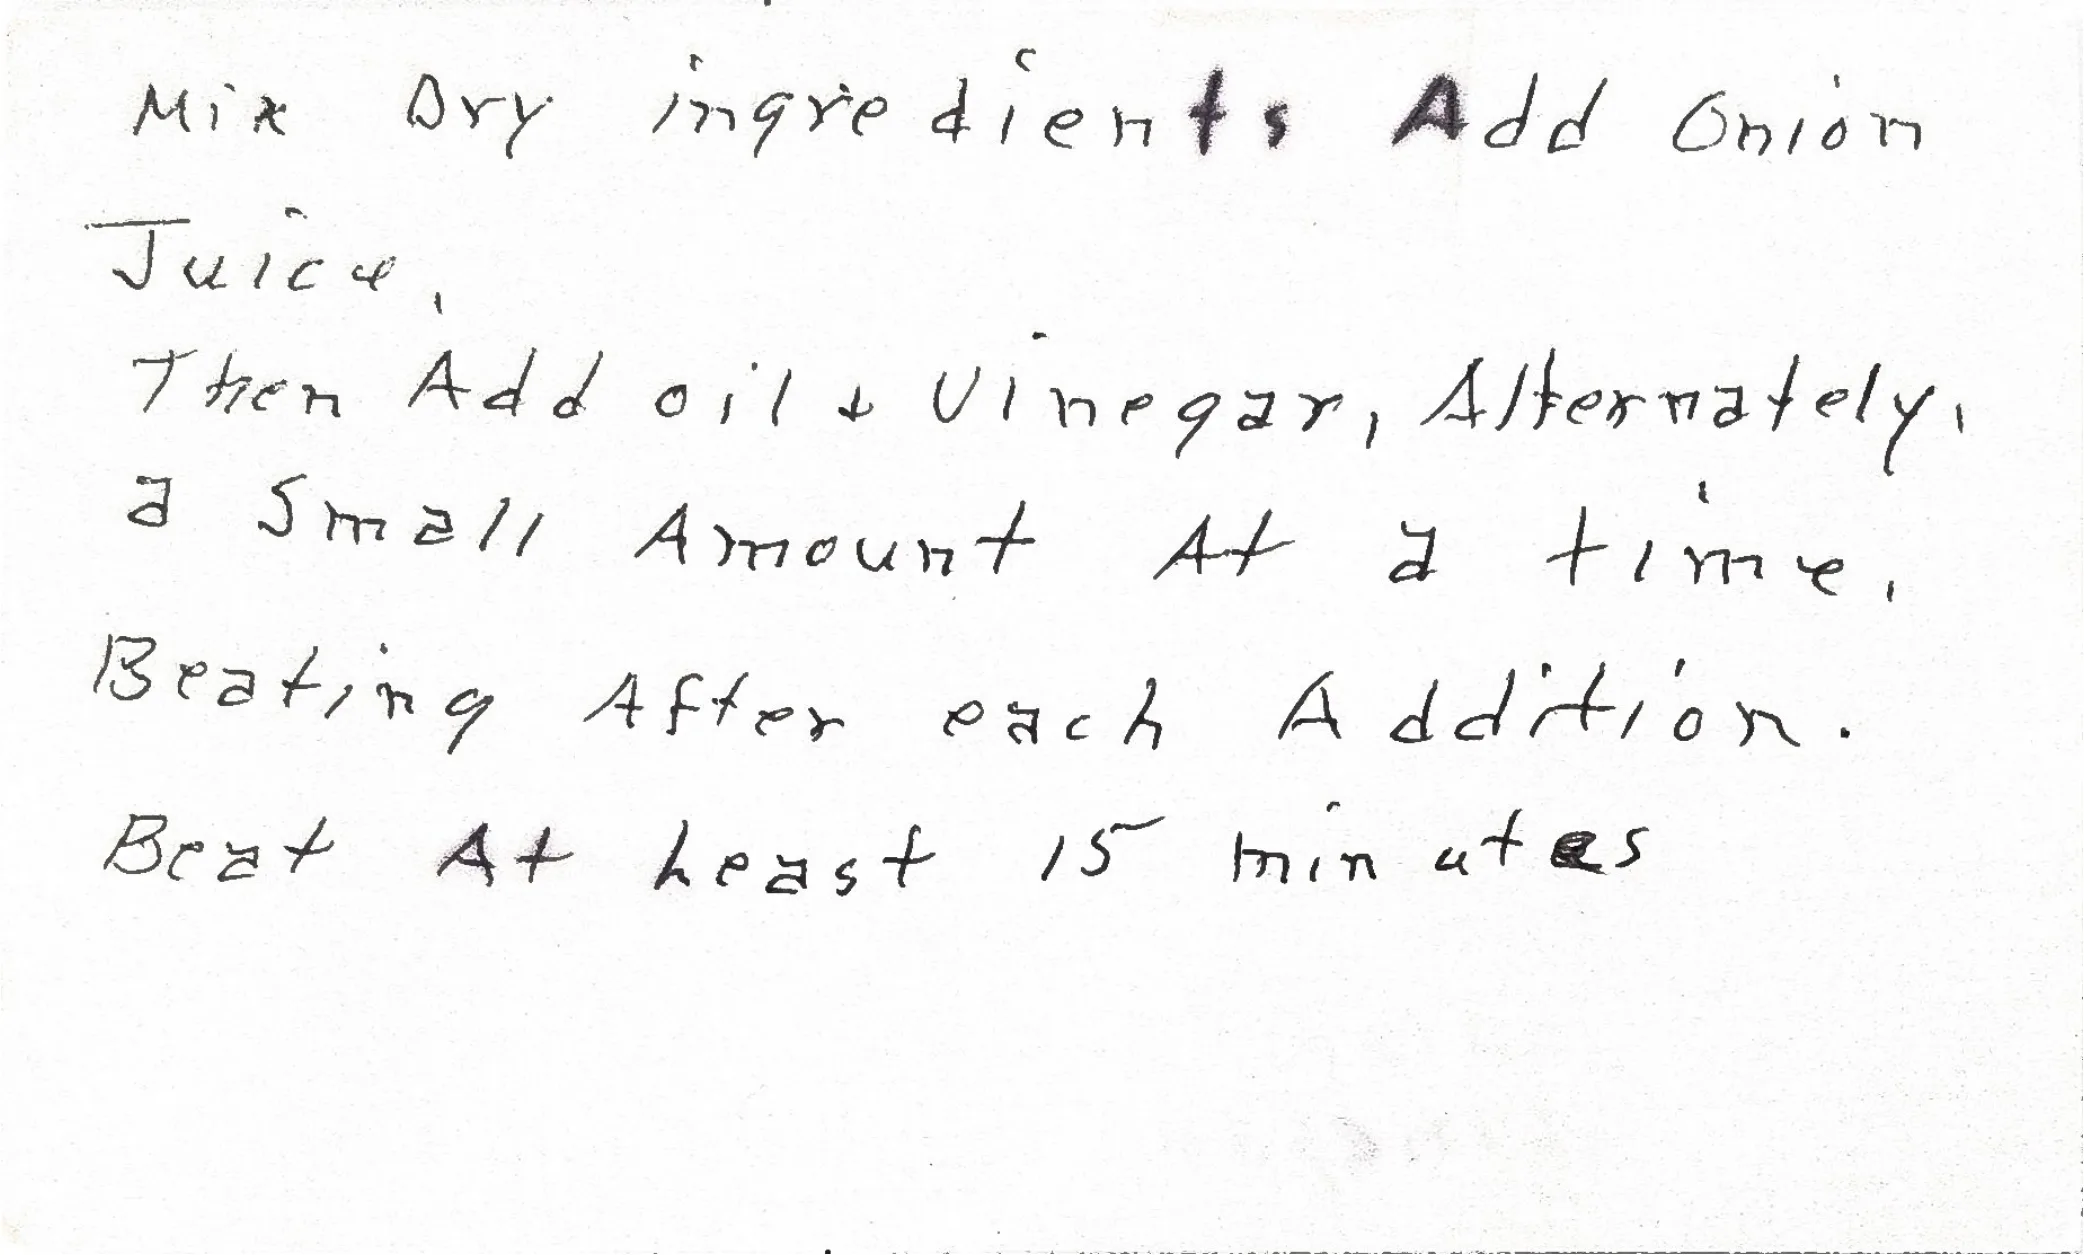 Mix Dry ingredients Add Onion
Juice,
Then Add oil & Vinegar, Alternately,
a Small Amount At a time,
Beating After each Addition.
Beat At Least 15 minutes